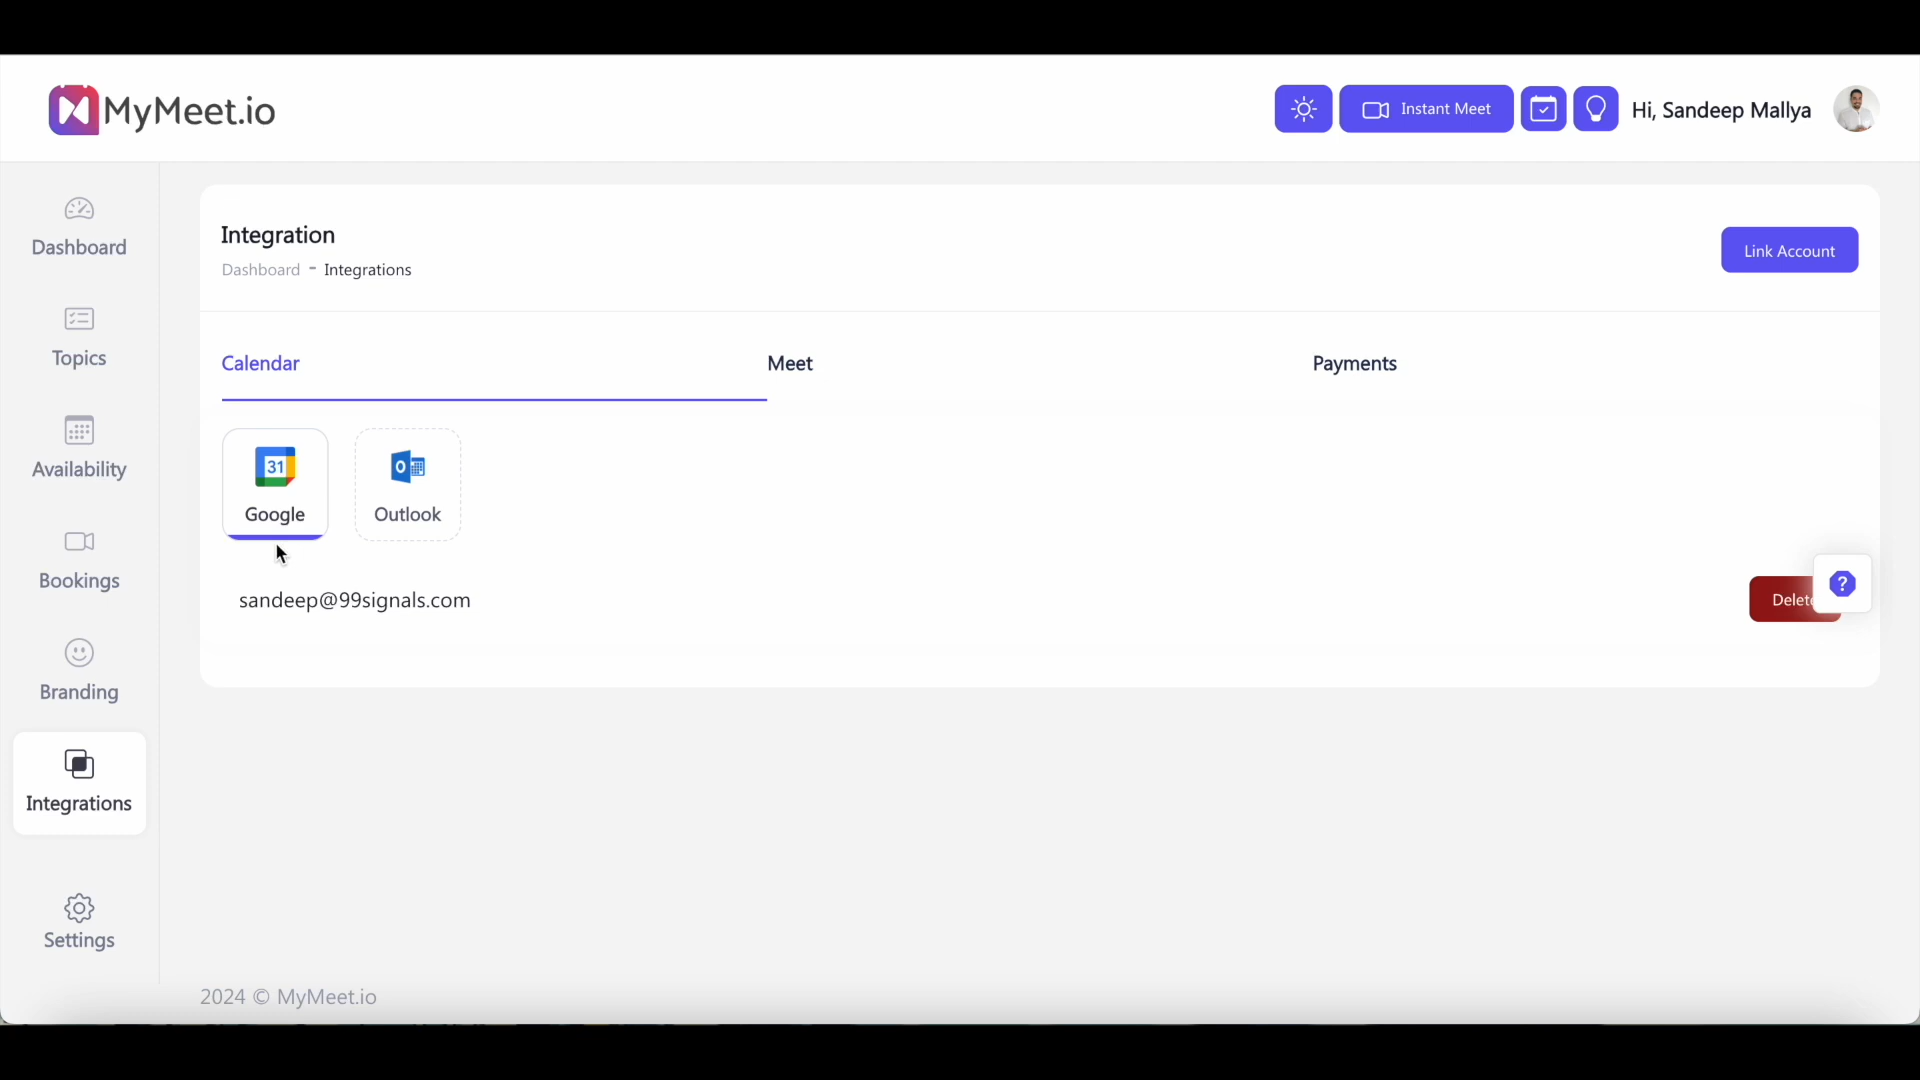 MyMeet.io
Instant Meet
Hi, Sandeep Mallya
Dashboard
Topics
Availability
Bookings
Branding
Integrations
Settings
Integration
Dashboard - Integrations
Link Account
Calendar
Meet
Payments
31
Google
Outlook
sandeep@99signals.com
Delete
?
2024 © MyMeet.io